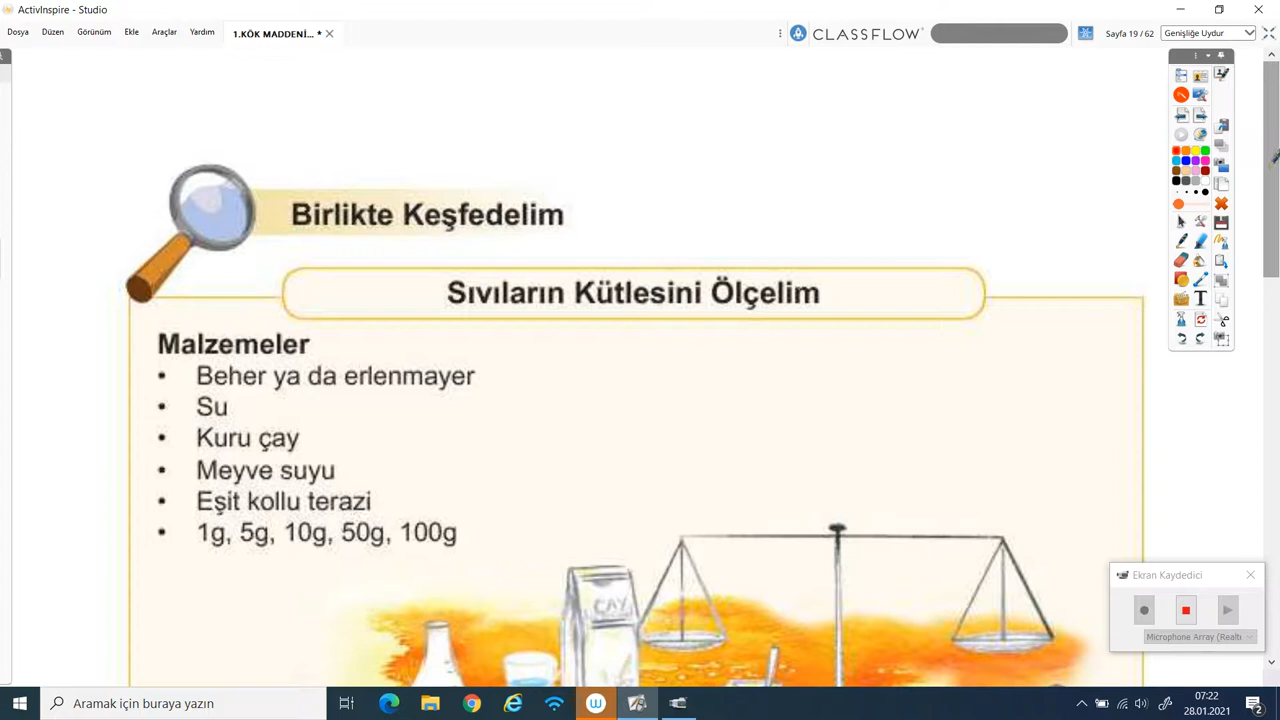 ActivInspire - Studio
Dosya Düzen Görünüm Ekle Araçlar Yardım
1.KÖK MADDENİ... *
CLASSFLOW
Sayfa 19 / 62
Genişliğe Uydur
Birlikte Keşfedelim
Sıvıların Kütlesini Ölçelim
Malzemeler
• Beher ya da erlenmayer
• Su
• Kuru çay
• Meyve suyu
• Eşit kollu terazi
• 1g, 5g, 10g, 50g, 100g
ÇAY
Ekran Kaydedici
Microphone Array (Realte
Aramak için buraya yazın
07:22
28.01.2021
2